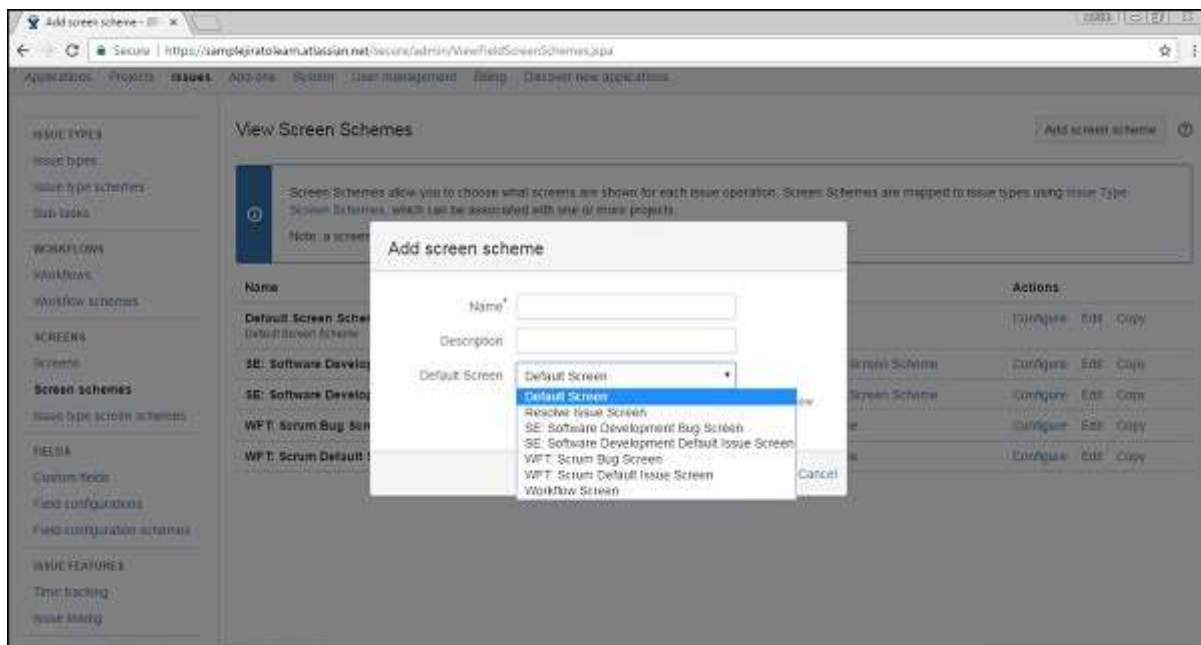 Add screen scheme -
Secure | https://samplejiratolearn.atlassian.net/secure/admin/ViewFieldScreenSchemes.jspa
Applications Projects Issues Add-ons System User management Billing Discover new applications
ISSUE TYPES
Issue types
Issue type schemes
Sub-tasks
WORKFLOWS
Workflows
Workflow schemes
SCREENS
Screens
Screen schemes
Issue type screen schemes
FIELDS
Custom fields
Field configurations
Field configuration schemes
ISSUE FEATURES
Time tracking
Issue linking
View Screen Schemes
Add screen scheme
Screen Schemes allow you to choose what screens are shown for each issue operation. Screen Schemes are mapped to issue types using Issue Type
Screen Schemes, which can be associated with one or more projects.
Note: a screen
Name Actions
Default Screen Sche Configure Edit Copy
Default Screen Scheme
SE: Software Develop Screen Scheme Configure Edit Copy
SE: Software Develop Screen Scheme Configure Edit Copy
WFT: Scrum Bug Scr Configure Edit Copy
WFT: Scrum Default S Configure Edit Copy
Add screen scheme
Name*
Description
Default Screen Default Screen
Default Screen
Resolve Issue Screen
SE: Software Development Bug Screen
SE: Software Development Default Issue Screen
WFT: Scrum Bug Screen
WFT: Scrum Default Issue Screen
Workflow Screen
Cancel